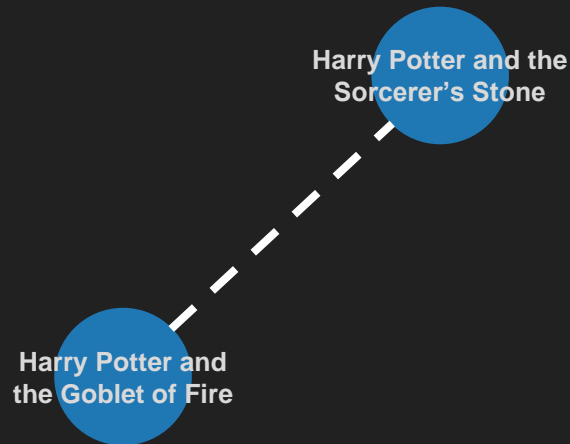 Harry Potter and the
Sorcerer’s Stone
Harry Potter and
the Goblet of Fire